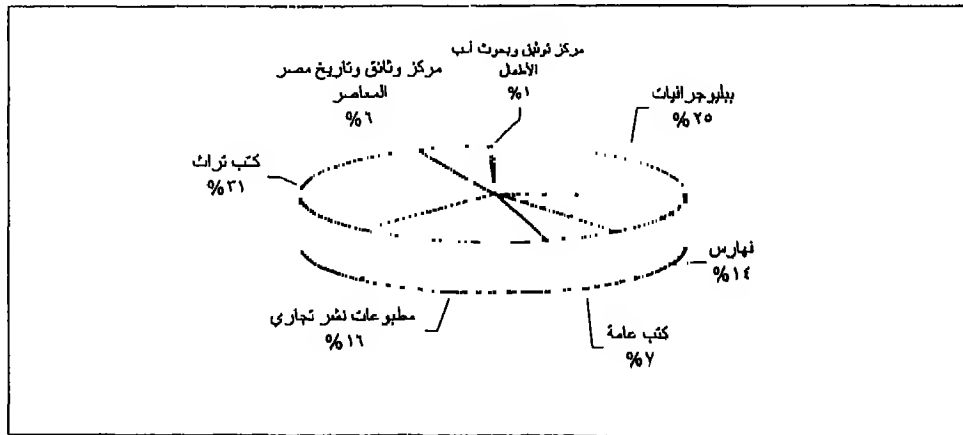 مركز توثيق وبحوث أدب
الأطفال
%١
مركز وثائق وتاريخ مصر
المعاصر
%٦
ببليوجرافيات
%٢٥
كتب تراث
%٣١
فهارس
%١٤
مطبوعات نشر تجاري
%١٦
كتب عامة
%٧